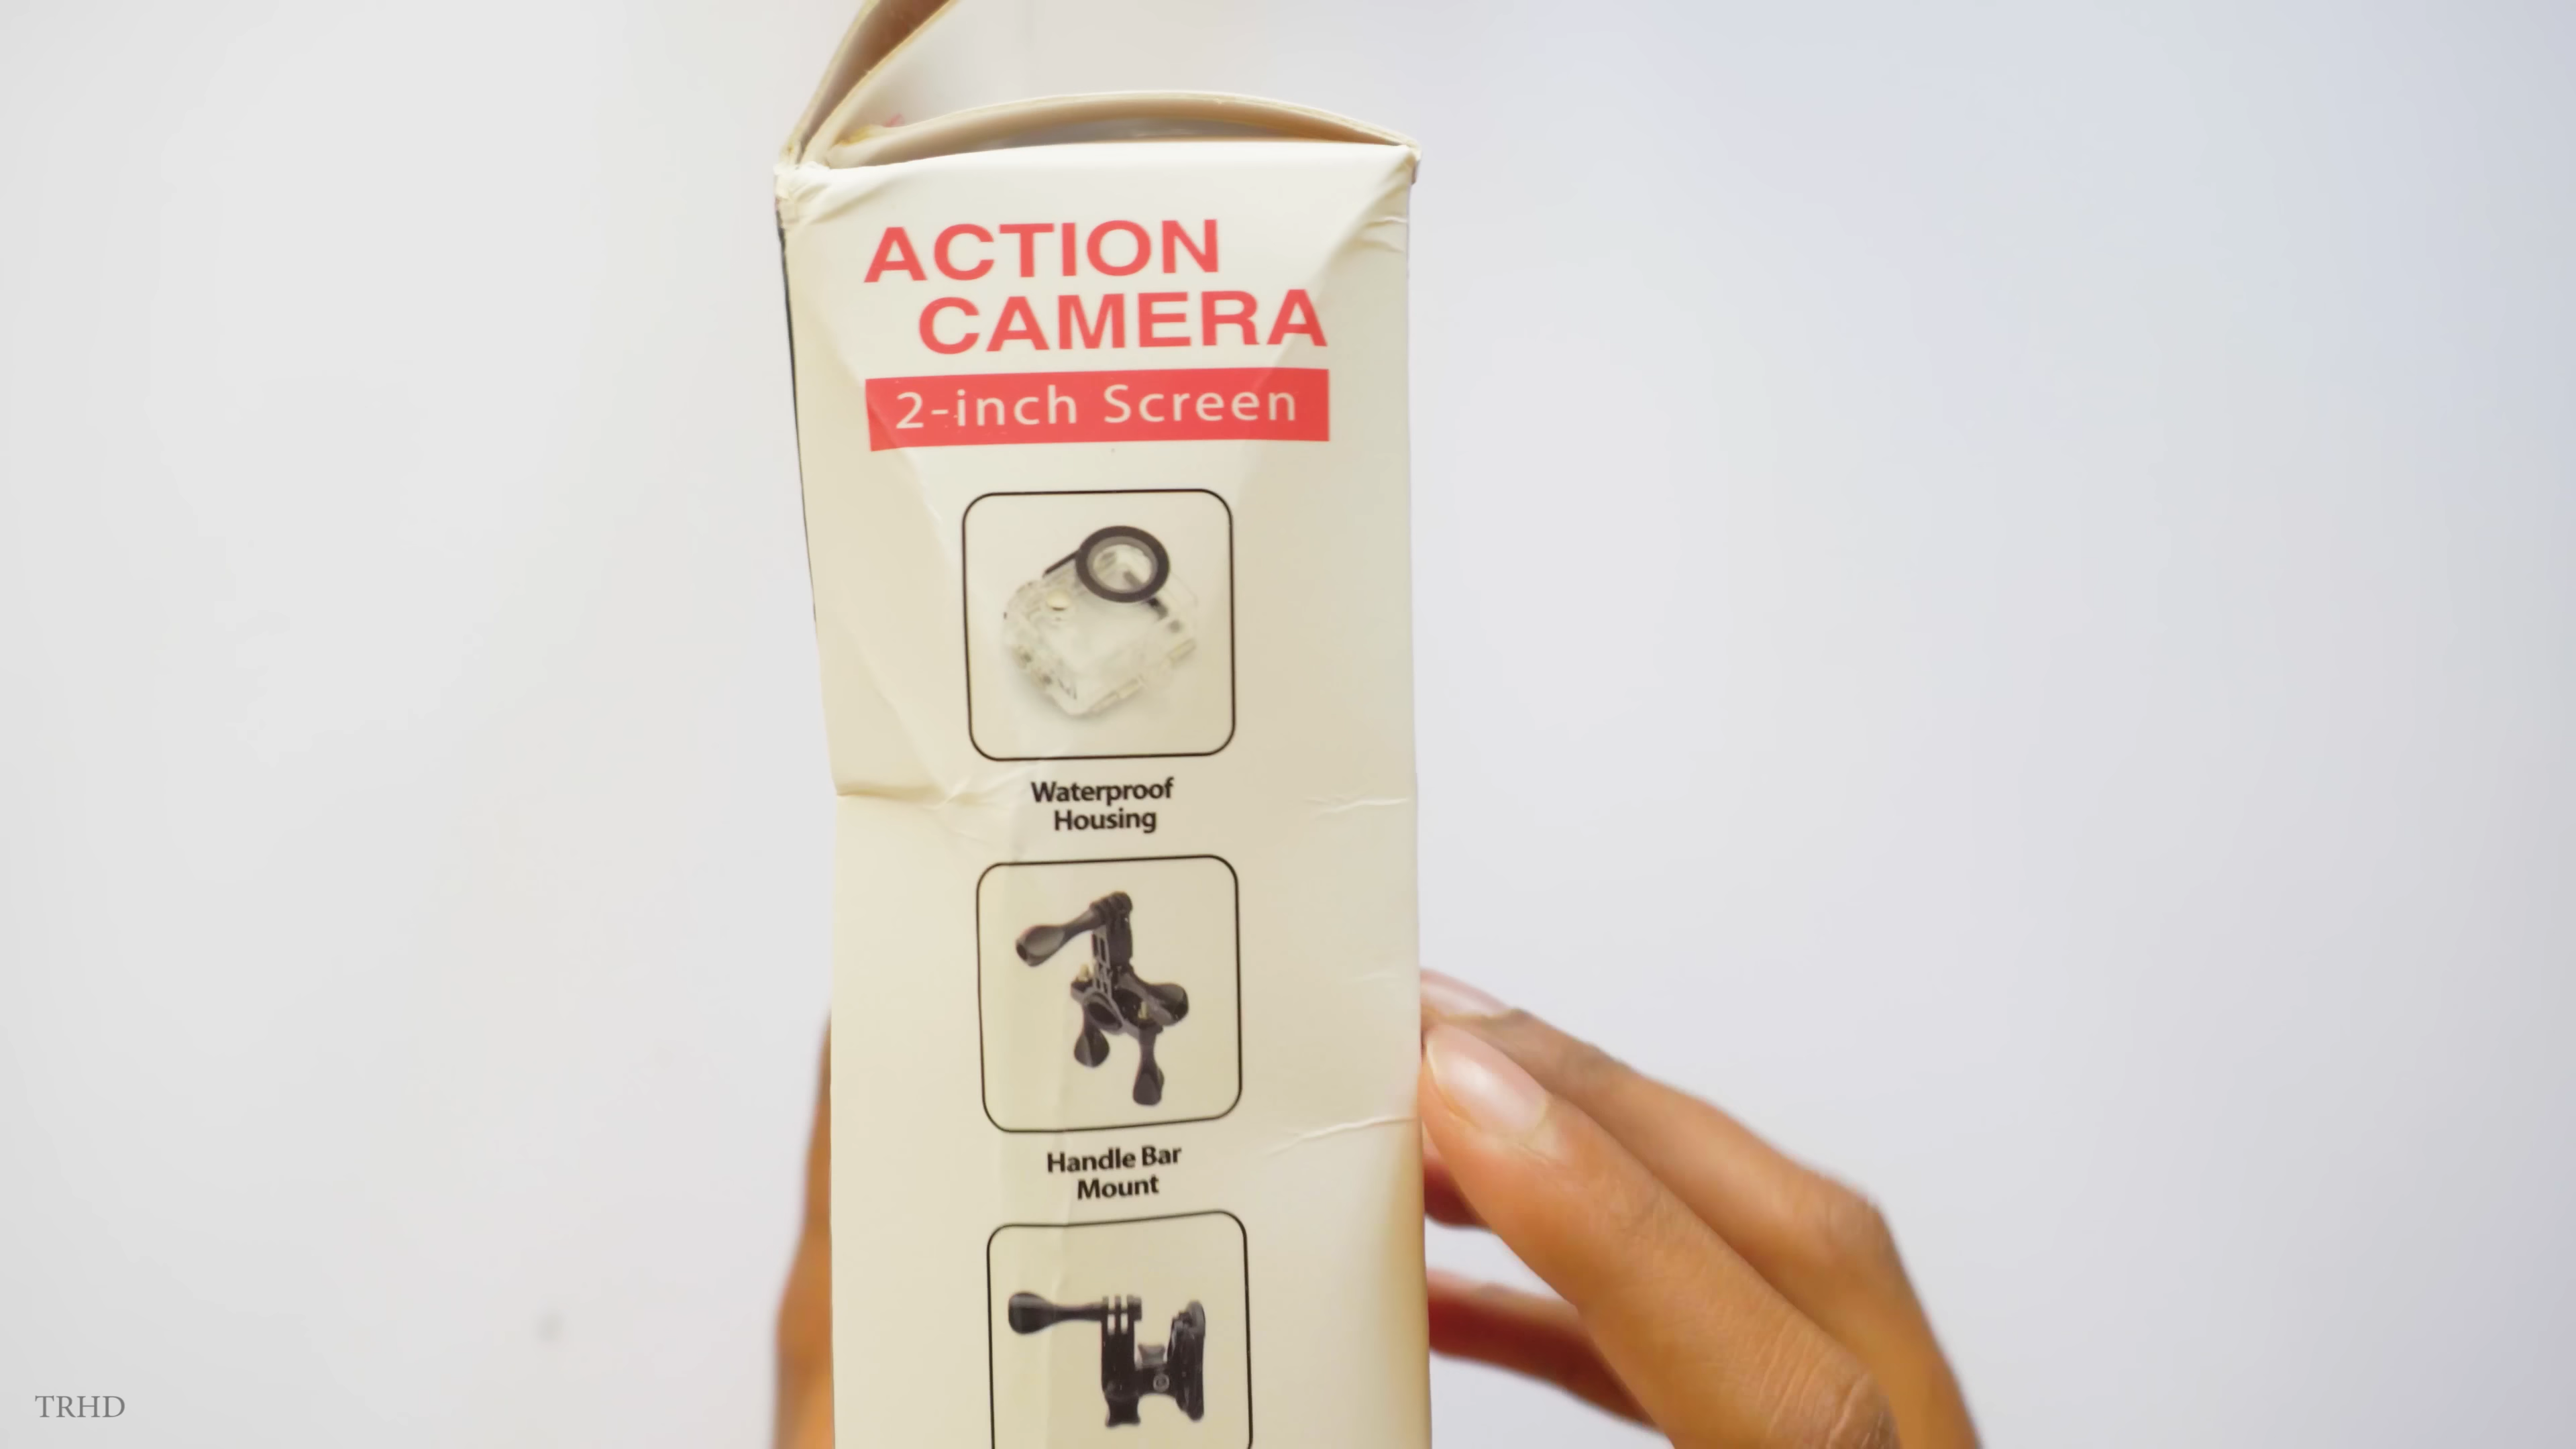 ACTION
CAMERA
2-inch Screen
Waterproof
Housing
Handle Bar
Mount
TRHD